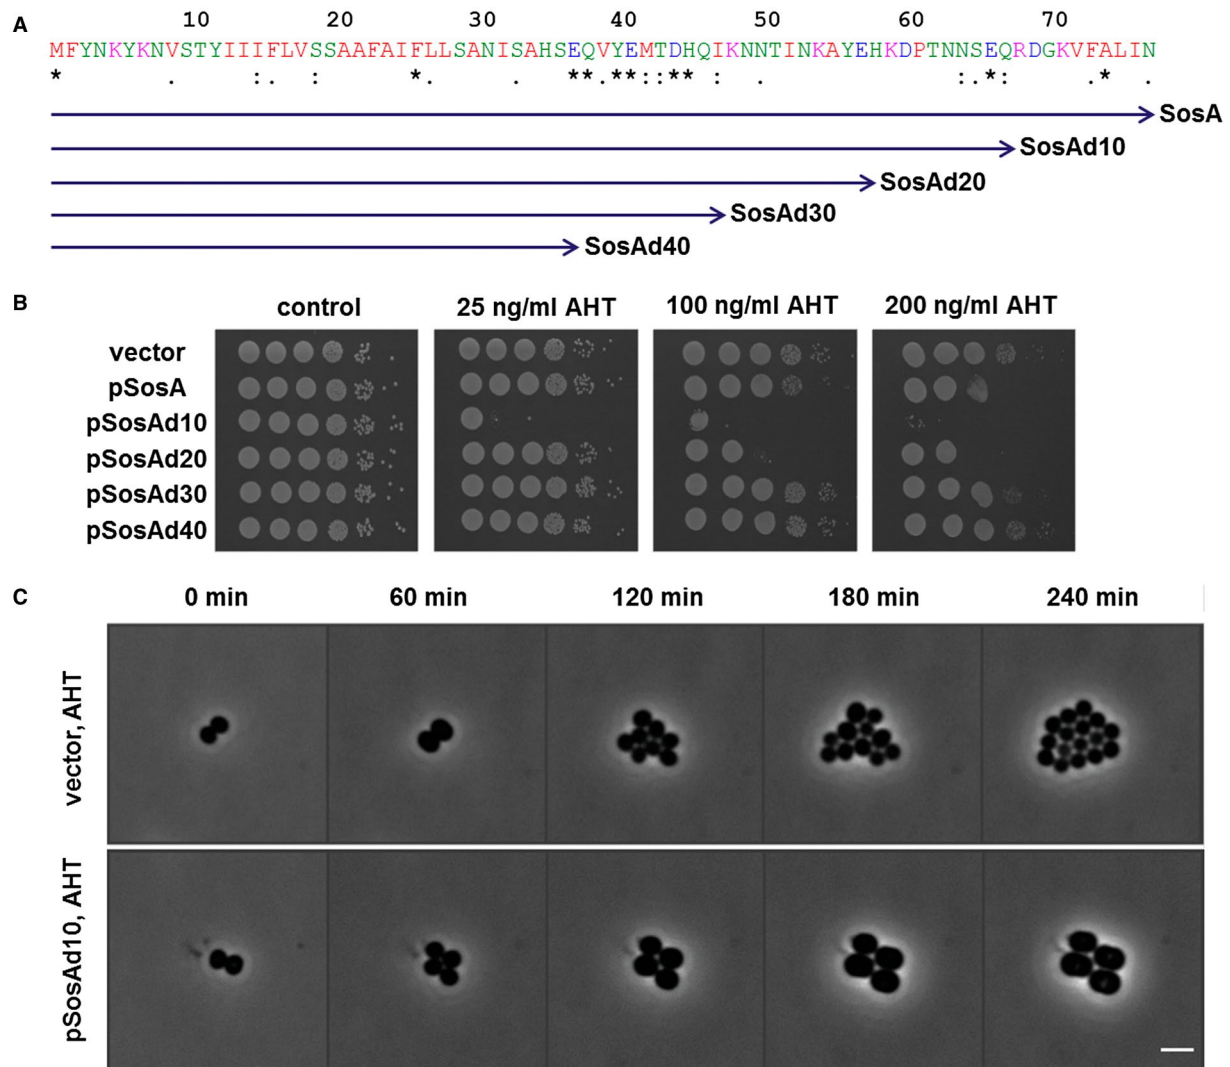 A
10 20 30 40 50 60 70
MFYNKYKNVSTYIIIFLVSSAAFAIFLLSANISAHSEQVYEMTDHQIKNNTINKAYEHKDPTNNSEQRDGKVFALIN
* . :. : *. . **.**::** : . :.*: .* .
SosA
SosAd10
SosAd20
SosAd30
SosAd40
B
control 25 ng/ml AHT 100 ng/ml AHT 200 ng/ml AHT
vector
pSosA
pSosAd10
pSosAd20
pSosAd30
pSosAd40
C
0 min 60 min 120 min 180 min 240 min
vector, AHT
pSosAd10, AHT